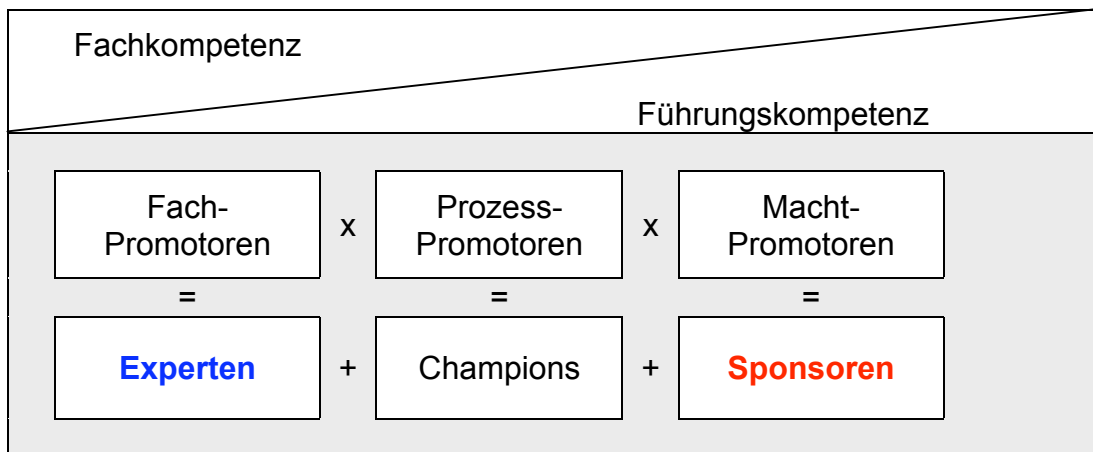 Fachkompetenz
Führungskompetenz
Fach- x Prozess- x Macht-
Promotoren Promotoren Promotoren
= = =
Experten + Champions + Sponsoren